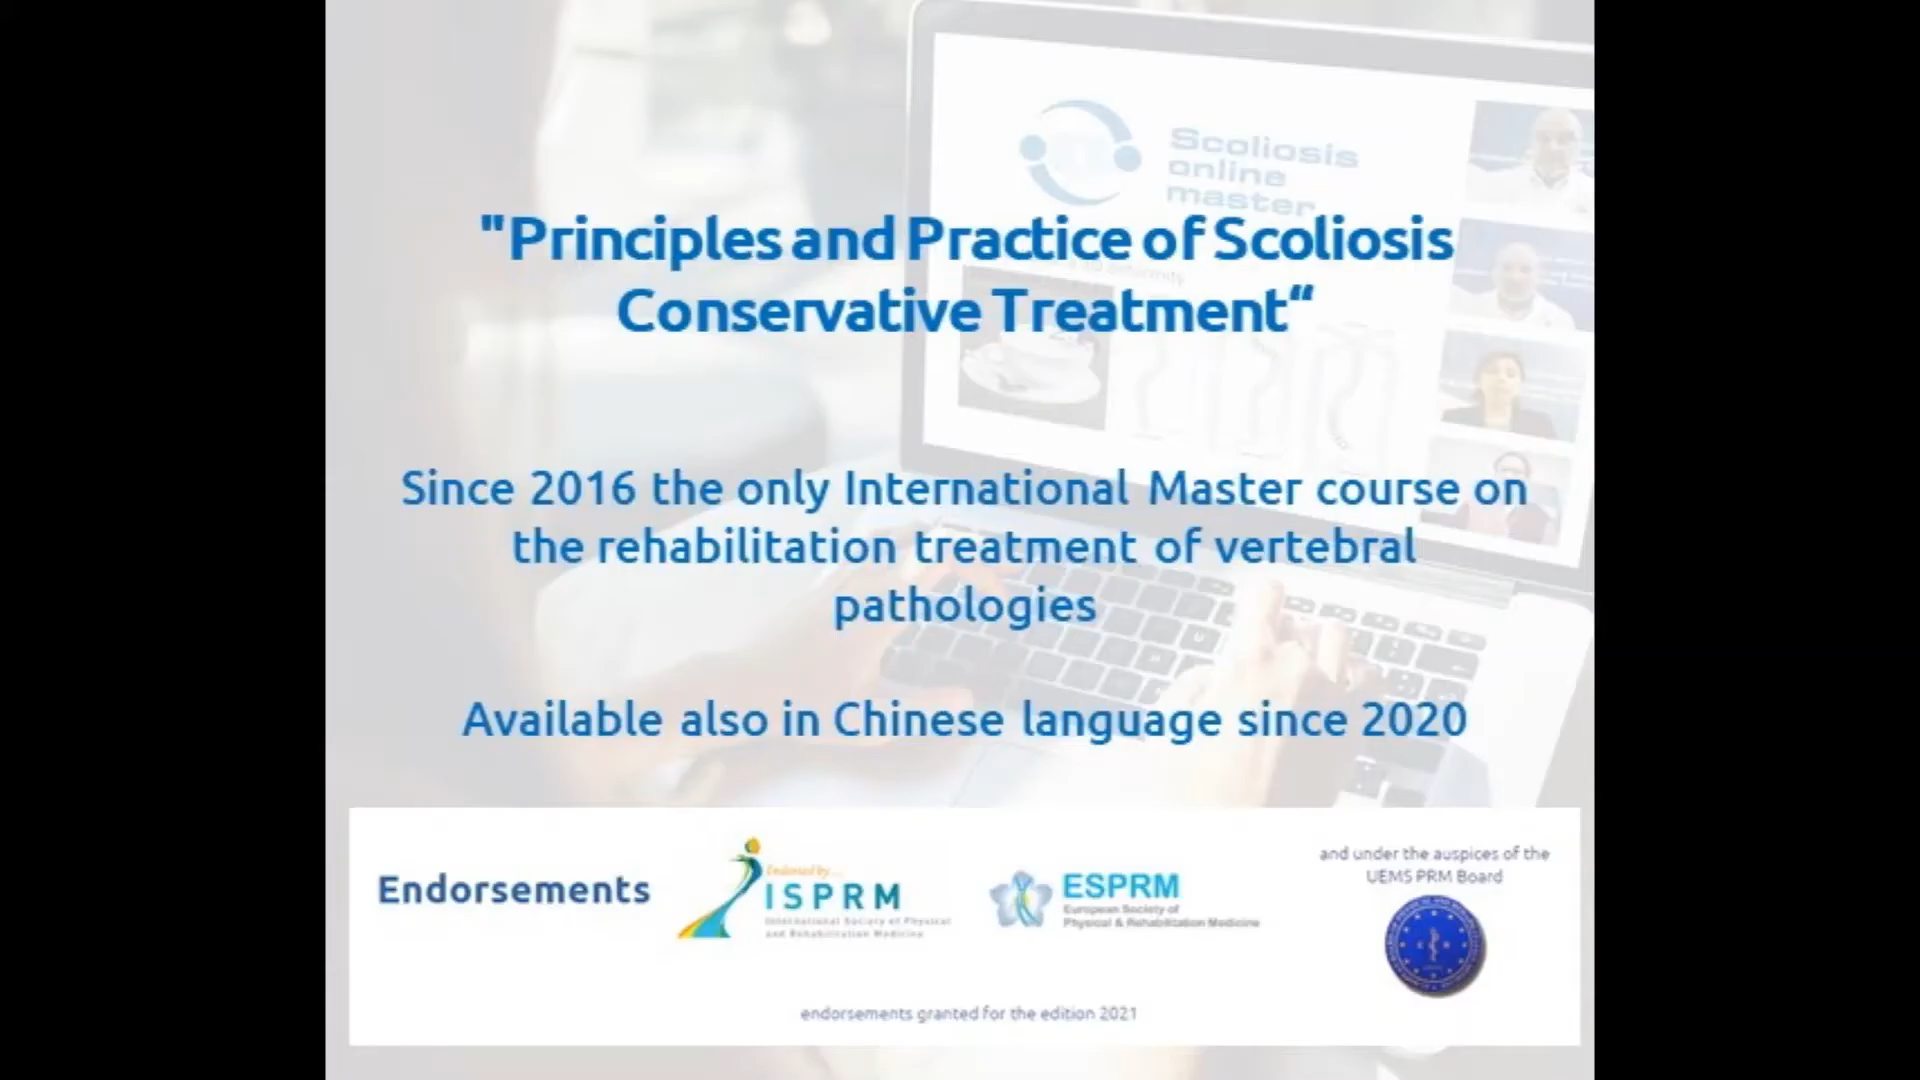 Scoliosis
online
master
"Principles and Practice of Scoliosis
Conservative Treatment“
Since 2016 the only International Master course on
the rehabilitation treatment of vertebral
pathologies
Available also in Chinese language since 2020
Endorsements
Endorsed by...
ISPRM
International Society of Physical
and Rehabilitation Medicine
ESPRM
European Society of
Physical & Rehabilitation Medicine
and under the auspices of the
UEMS PRM Board
endorsements granted for the edition 2021